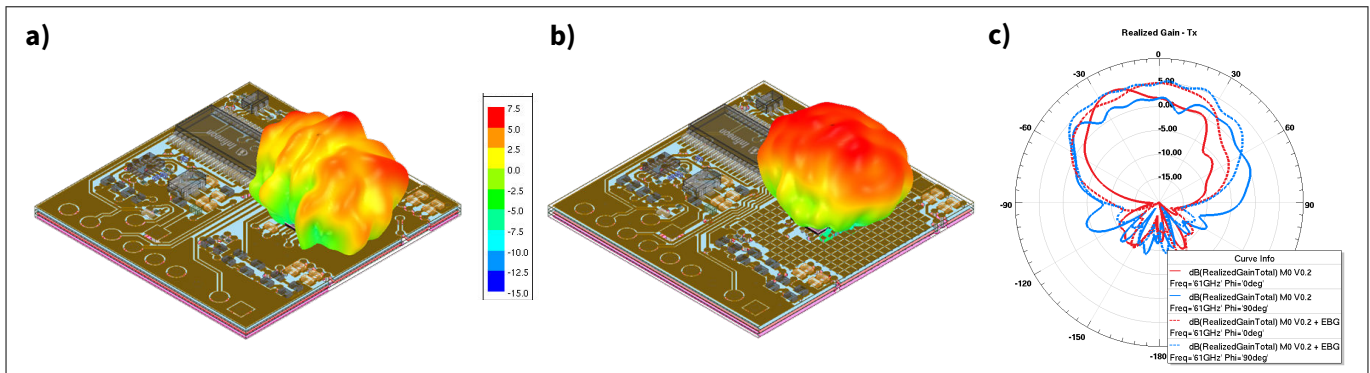 a)
b)
c)
7.5
5.0
2.5
0.0
-2.5
-5.0
-7.5
-10.0
-12.5
-15.0
Realized Gain - Tx
0
-30
30
5.00
0.00
-60
60
-5.00
-10.00
-15.00
-90
90
-120
-150
-180
Curve Info
dB(RealizedGainTotal) M0 V0.2
Freq='61GHz' Phi='0deg'
dB(RealizedGainTotal) M0 V0.2
Freq='61GHz' Phi='90deg'
dB(RealizedGainTotal) M0 V0.2 + EBG
Freq='61GHz' Phi='0deg'
dB(RealizedGainTotal) M0 V0.2 + EBG
Freq='61GHz' Phi='90deg'